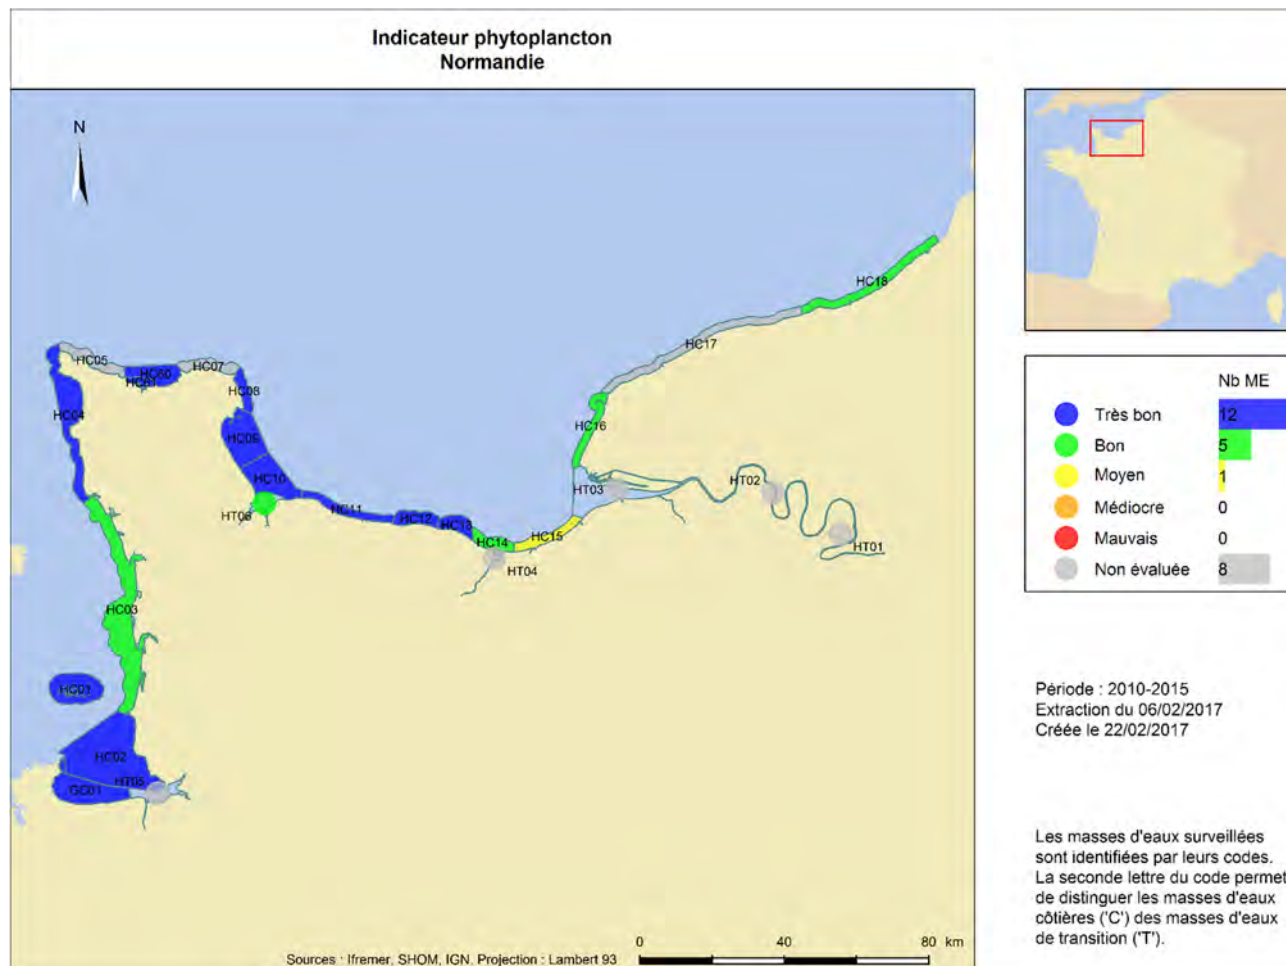 Indicateur phytoplancton
Normandie
N
HC18
HC17
HC05
HC60
HC61
HC07
HC08
HC04
HC16
HC09
HC10
HT03
HT02
HT06
HC11
HC12
HC13
HC14
HC15
HT01
HT04
HC03
HC01
HC02
HT05
GC01
0 40 80 km
Sources : Ifremer, SHOM, IGN. Projection : Lambert 93
Nb ME
Très bon 12
Bon 5
Moyen 1
Médiocre 0
Mauvais 0
Non évaluée 8
Période : 2010-2015
Extraction du 06/02/2017
Créée le 22/02/2017
Les masses d'eaux surveillées
sont identifiées par leurs codes.
La seconde lettre du code permet
de distinguer les masses d'eaux
côtières ('C') des masses d'eaux
de transition ('T').